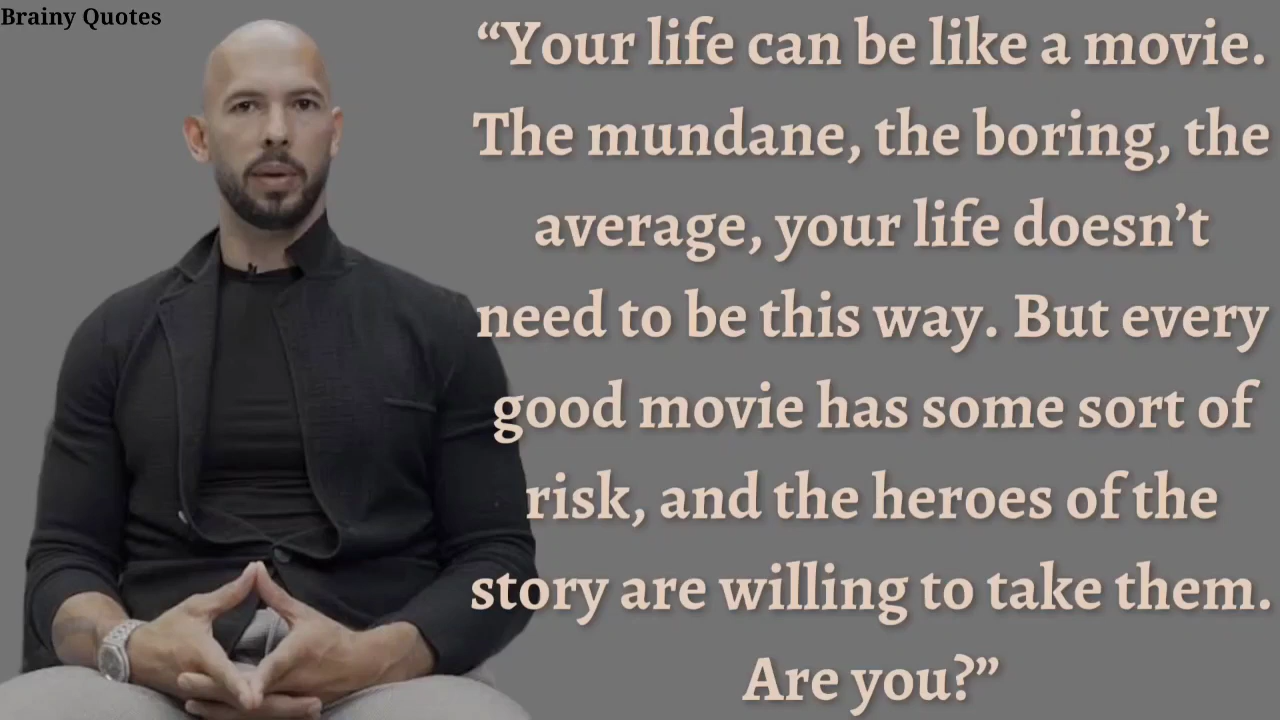 Brainy Quotes
“Your life can be like a movie.
The mundane, the boring, the
average, your life doesn’t
need to be this way. But every
good movie has some sort of
risk, and the heroes of the
story are willing to take them.
Are you?”